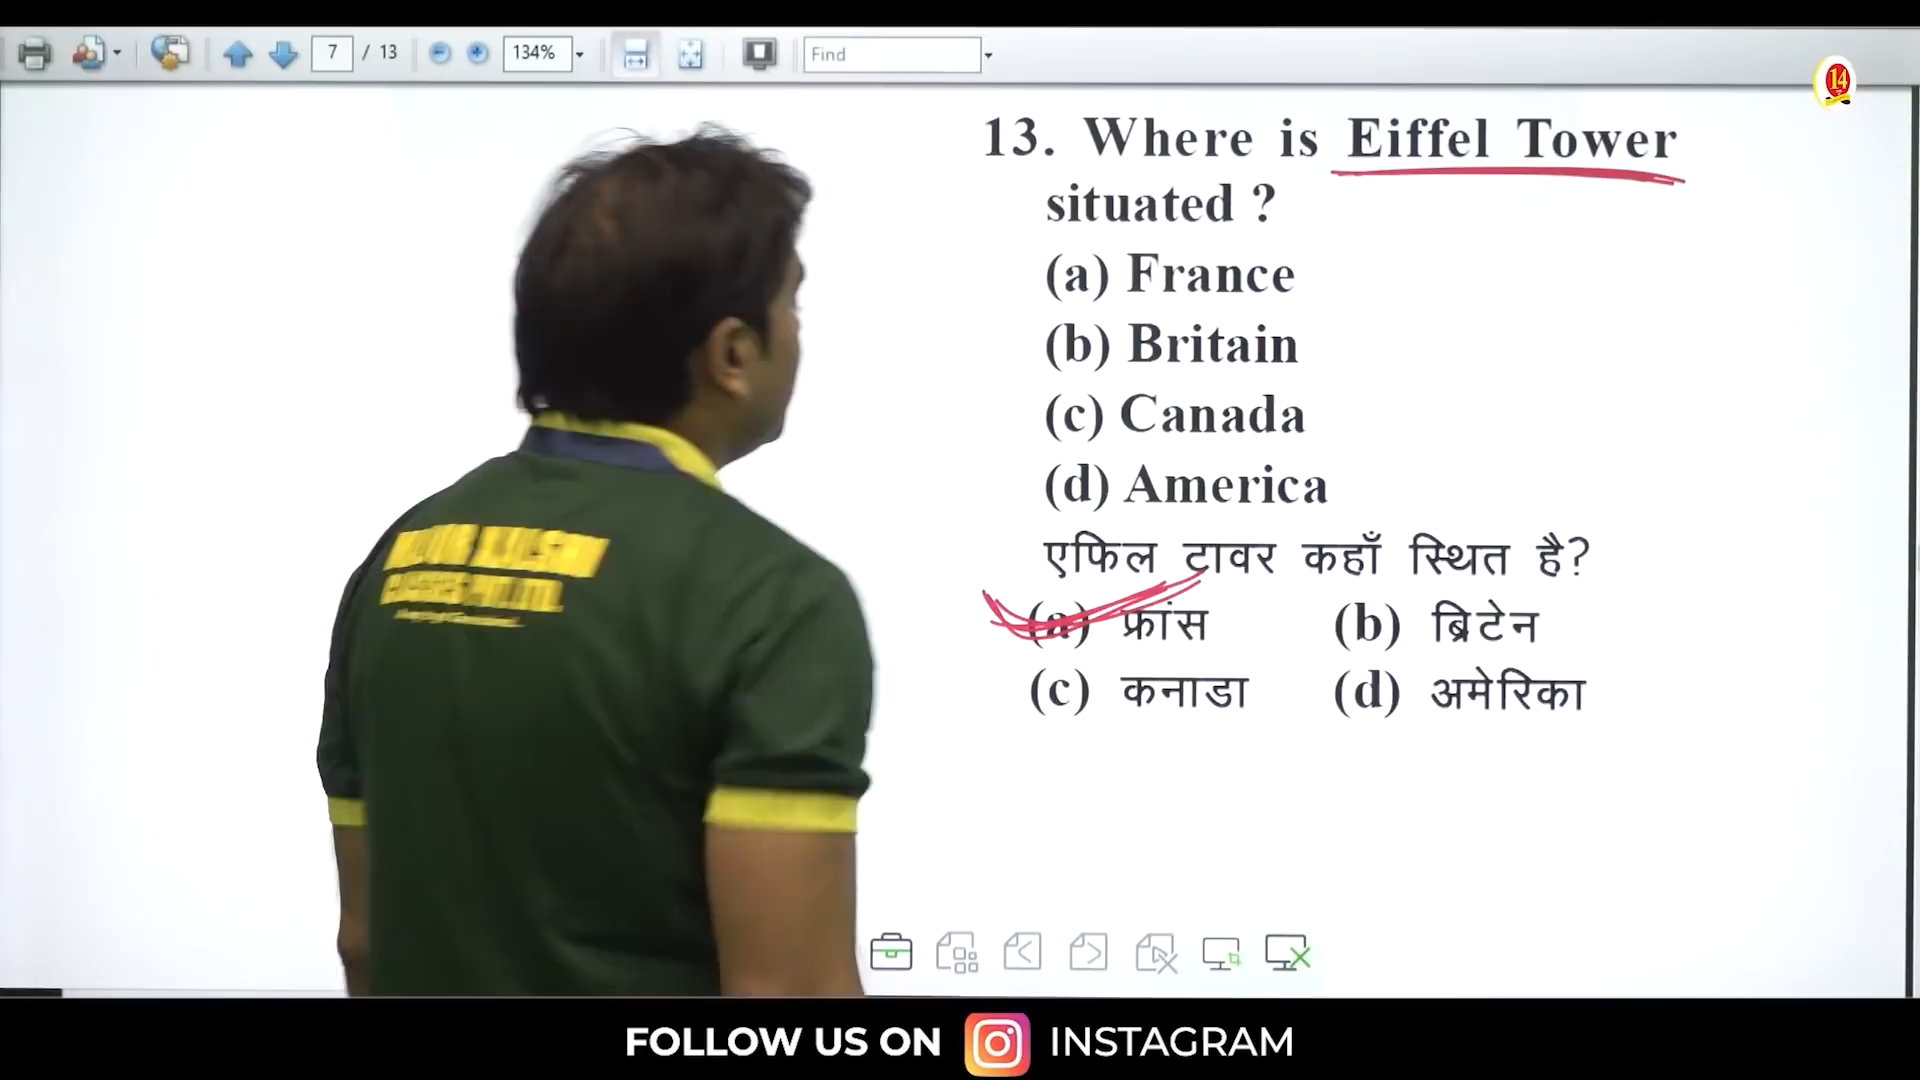 7 / 13
134%
Find
14
13. Where is Eiffel Tower
situated ?
(a) France
(b) Britain
(c) Canada
(d) America
एफिल टावर कहाँ स्थित है?
(a) फ्रांस (b) ब्रिटेन
(c) कनाडा (d) अमेरिका
FOLLOW US ON INSTAGRAM